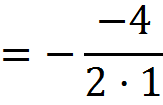 = − −4 / 2 · 1